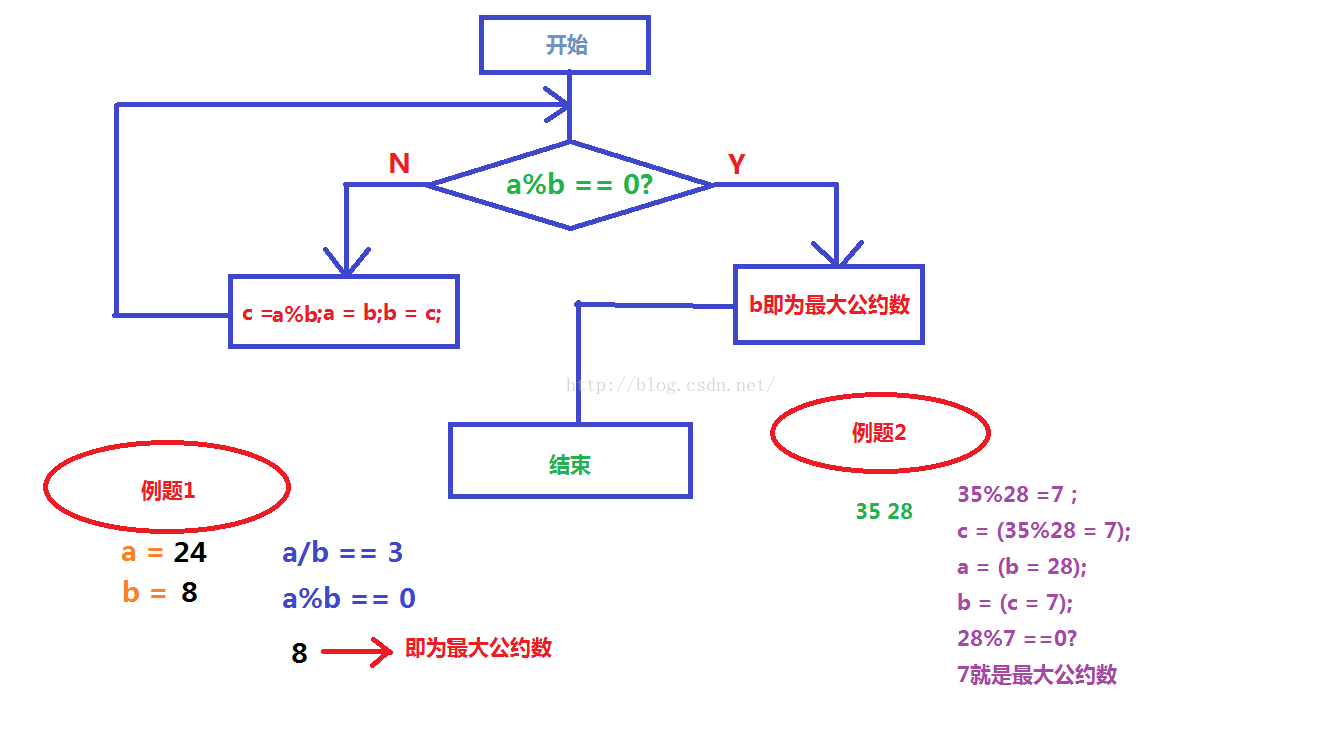 开始
N
Y
a%b == 0?
c =a%b;a = b;b = c;
b即为最大公约数
http://blog.csdn.net/
结束
例题1
a = 24
b = 8
a/b == 3
a%b == 0
8
即为最大公约数
例题2
35 28
35%28 =7 ;
c = (35%28 = 7);
a = (b = 28);
b = (c = 7);
28%7 ==0?
7就是最大公约数